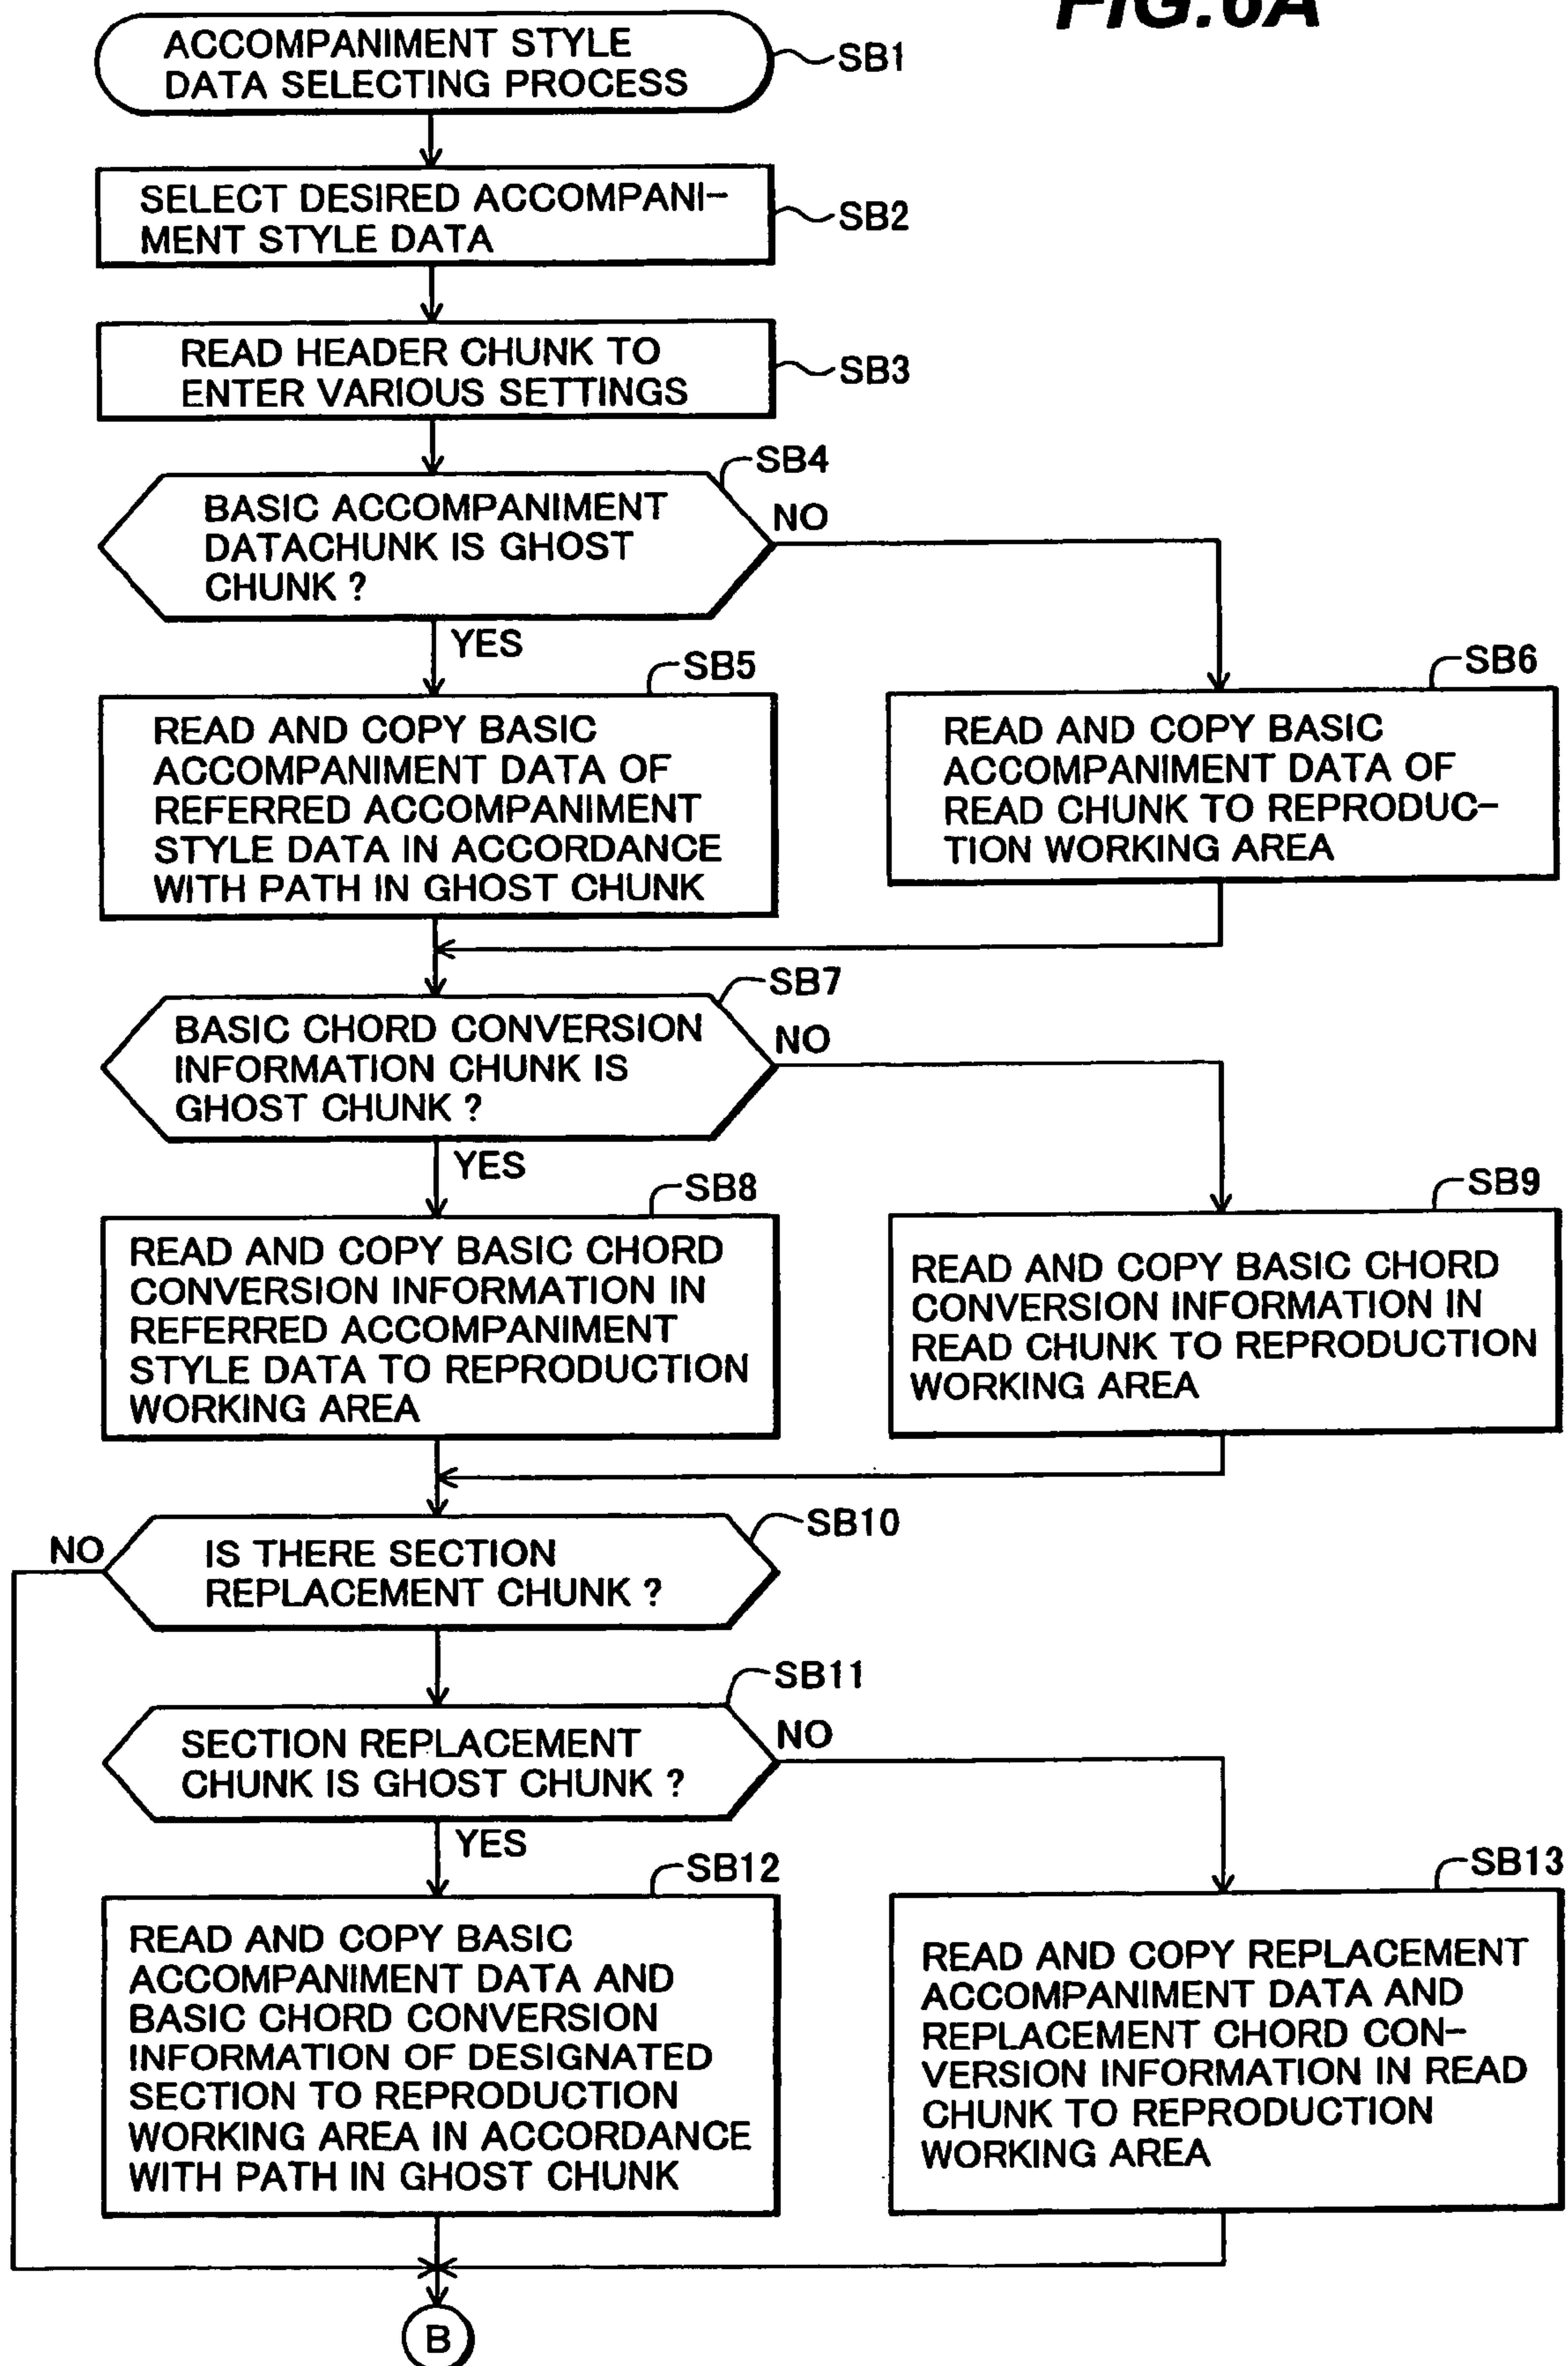 FIG.6A
ACCOMPANIMENT STYLE
DATA SELECTING PROCESS
SB1
SELECT DESIRED ACCOMPANI-
MENT STYLE DATA
SB2
READ HEADER CHUNK TO
ENTER VARIOUS SETTINGS
SB3
SB4
BASIC ACCOMPANIMENT
DATACHUNK IS GHOST
CHUNK ?
NO
YES
SB5
READ AND COPY BASIC
ACCOMPANIMENT DATA OF
REFERRED ACCOMPANIMENT
STYLE DATA IN ACCORDANCE
WITH PATH IN GHOST CHUNK
SB6
READ AND COPY BASIC
ACCOMPANIMENT DATA OF
READ CHUNK TO REPRODUC-
TION WORKING AREA
SB7
BASIC CHORD CONVERSION
INFORMATION CHUNK IS
GHOST CHUNK ?
NO
YES
SB8
READ AND COPY BASIC CHORD
CONVERSION INFORMATION IN
REFERRED ACCOMPANIMENT
STYLE DATA TO REPRODUCTION
WORKING AREA
SB9
READ AND COPY BASIC CHORD
CONVERSION INFORMATION IN
READ CHUNK TO REPRODUCTION
WORKING AREA
SB10
NO
IS THERE SECTION
REPLACEMENT CHUNK ?
SB11
SECTION REPLACEMENT
CHUNK IS GHOST CHUNK ?
NO
YES
SB12
READ AND COPY BASIC
ACCOMPANIMENT DATA AND
BASIC CHORD CONVERSION
INFORMATION OF DESIGNATED
SECTION TO REPRODUCTION
WORKING AREA IN ACCORDANCE
WITH PATH IN GHOST CHUNK
SB13
READ AND COPY REPLACEMENT
ACCOMPANIMENT DATA AND
REPLACEMENT CHORD CON-
VERSION INFORMATION IN READ
CHUNK TO REPRODUCTION
WORKING AREA
B